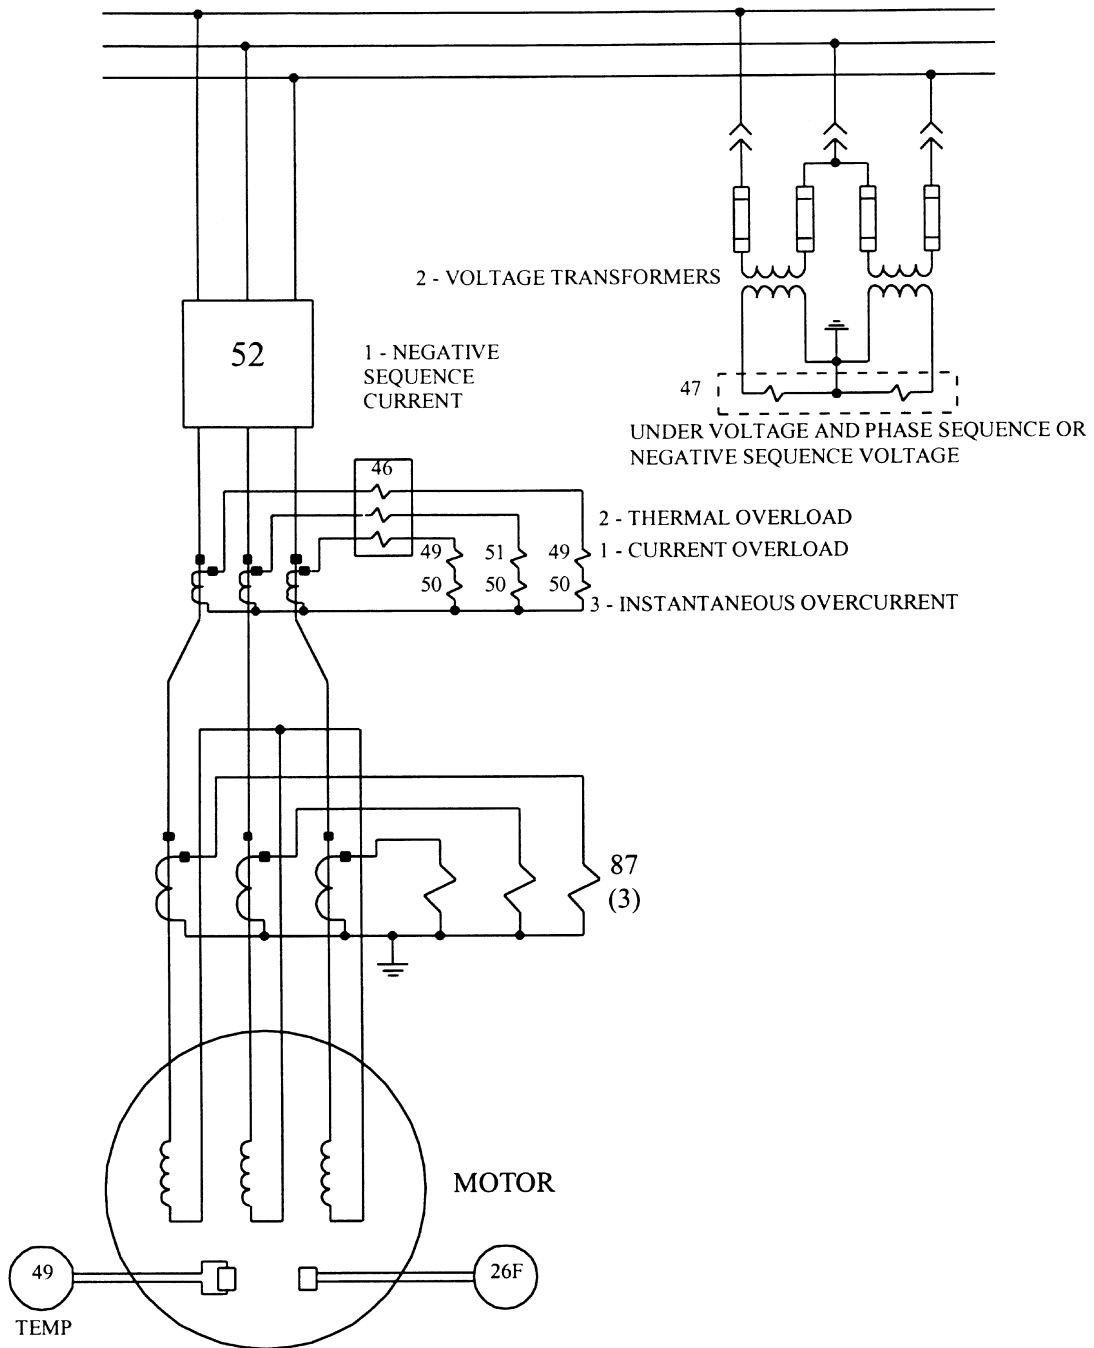 2 - VOLTAGE TRANSFORMERS
52
1 - NEGATIVE
SEQUENCE
CURRENT
47
UNDER VOLTAGE AND PHASE SEQUENCE OR
NEGATIVE SEQUENCE VOLTAGE
46
2 - THERMAL OVERLOAD
49 51 49 1 - CURRENT OVERLOAD
50 50 50
3 - INSTANTANEOUS OVERCURRENT
87
(3)
MOTOR
49
26F
TEMP